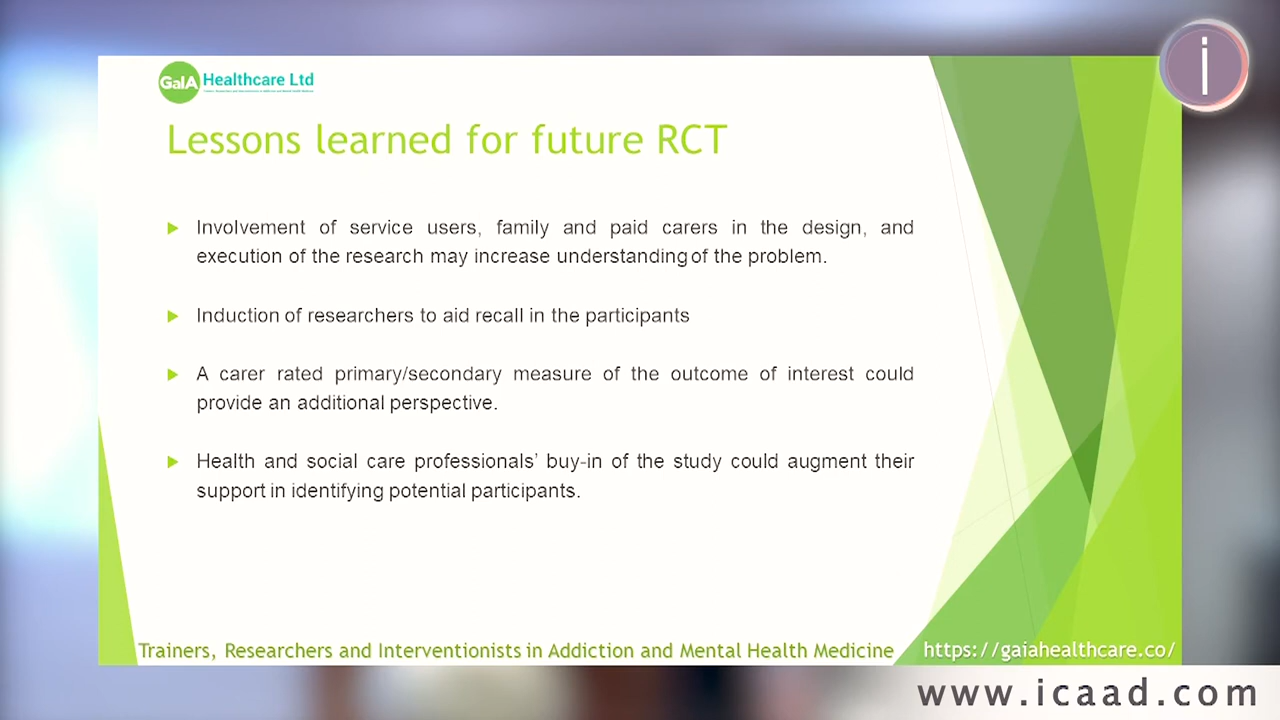 GaIA Healthcare Ltd
Lessons learned for future RCT
Involvement of service users, family and paid carers in the design, and
execution of the research may increase understanding of the problem.
Induction of researchers to aid recall in the participants
A carer rated primary/secondary measure of the outcome of interest could
provide an additional perspective.
Health and social care professionals’ buy-in of the study could augment their
support in identifying potential participants.
Trainers, Researchers and Interventionists in Addiction and Mental Health Medicine
https://gaiahealthcare.co/
i
www.icaad.com